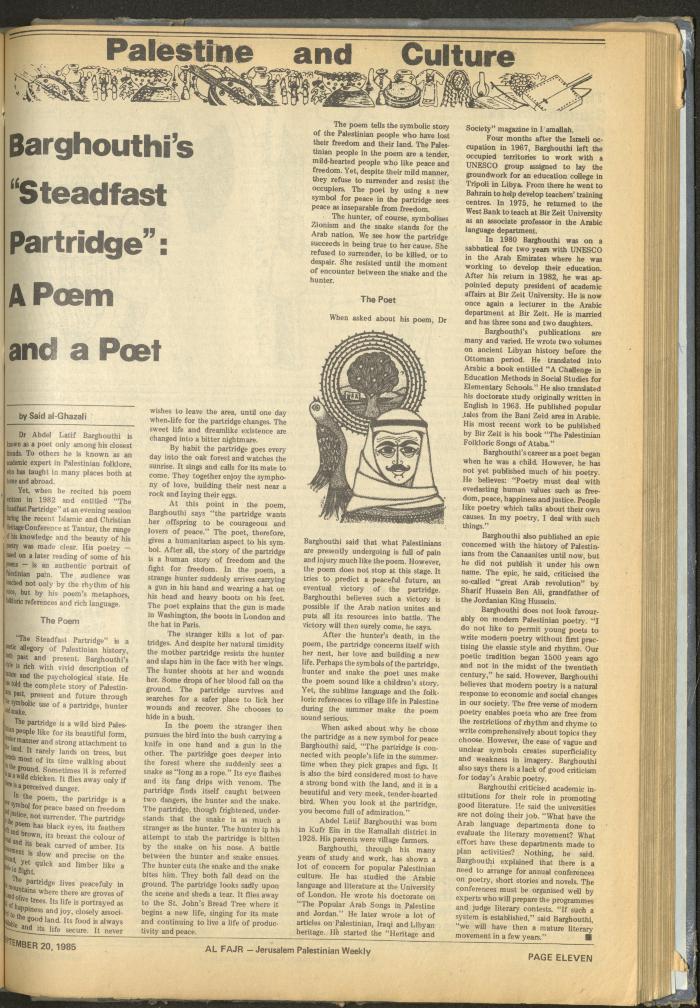 Palestine and Culture
Barghouthi's
"Steadfast
Partridge":
A Poem
and a Poet
by Said al-Ghazali
Dr Abdel Latif Barghouthi is
known as a poet only among his closest
To others he is known as an
expert in Palestinian folklore,
has taught in many places both at
and abroad.
Yet, when he recited his poem
in 1982 and entitled "The
Partridge" at an evening session
the recent Islamic and Christian
Conference at Tantur, the range
his knowledge and the beauty of his
was made clear. His poetry —
on a later reading of some of his
— is an authentic portrait of
pain. The audience was
not only by the rhythm of his
but by his poem's metaphors,
references and rich language.
The Poem
"The Steadfast Partridge" is a
allegory of Palestinian history,
past and present. Barghouthi's
is rich with vivid description of
and the psychological state. He
told the complete story of Palestin-
past, present and future through
symbolic use of a partridge, hunter
snake.
The partridge is a wild bird Pales-
people like for its beautiful form,
manner and strong attachment to
land. It rarely lands on trees, but
most of its time walking about
the ground. Sometimes it is referred
as a wild chicken. It flies away only if
is a perceived danger.
In the poem, the partridge is a
symbol for peace based on freedom
justice, not surrender. The partridge
the poem has black eyes, its feathers
and brown, its breast the colour of
and its beak carved of amber. Its
is slow and precise on the
yet quick and limber like a
in flight.
The partridge lives peacefully in
mountains where there are groves of
and olive trees. Its life is portrayed as
of happiness and joy, closely associ-
to the good land. Its food is always
and its life secure. It never
wishes to leave the area, until one day
when-life for the partridge changes. The
sweet life and dreamlike existence are
changed into a bitter nightmare.
By habit the partridge goes every
day into the oak forest and watches the
sunrise. It sings and calls for its mate to
come. They together enjoy the sympho-
ny of love, building their nest near a
rock and laying their eggs.
At this point in the poem,
Barghouthi says "the partridge wants
her offspring to be courageous and
lovers of peace." The poet, therefore,
gives a humanitarian aspect to his sym-
bol. After all, the story of the partridge
is a human story of freedom and the
fight for freedom. In the poem, a
strange hunter suddenly arrives carrying
a gun in his hand and wearing a hat on
his head and heavy boots on his feet.
The poet explains that the gun is made
in Washington, the boots in London and
the hat in Paris.
The stranger kills a lot of par-
tridges. And despite her natural timidity
the mother partridge resists the hunter
and slaps him in the face with her wings.
The hunter shoots at her and wounds
her. Some drops of her blood fall on the
ground. The partridge survives and
searches for a safer place to lick her
wounds and recover. She chooses to
hide in a bush.
In the poem the stranger then
pursues the bird into the bush carrying a
knife in one hand and a gun in the
other. The partridge goes deeper into
the forest where she suddenly sees a
snake as "long as a rope." Its eye flashes
and its fang drips with venom. The
partridge finds itself caught between
two dangers, the hunter and the snake.
The partridge, though frightened, under-
stands that the snake is as much a
stranger as the hunter. The hunter in his
attempt to stab the partridge is bitten
by the snake on his nose. A battle
between the hunter and snake ensues.
The hunter cuts the snake and the snake
bites him. They both fall dead on the
ground. The partridge looks sadly upon
the scene and sheds a tear. It flies away
to the St. John's Bread Tree where it
begins a new life, singing for its mate
and continuing to live a life of produc-
tivity and peace.
The poem tells the symbolic story
of the Palestinian people who have lost
their freedom and their land. The Pales-
tinian people in the poem are a tender,
mild-hearted people who like peace and
freedom. Yet, despite their mild manner,
they refuse to surrender and resist the
occupiers. The poet by using a new
symbol for peace in the partridge sees
peace as inseparable from freedom.
The hunter, of course, symbolises
Zionism and the snake stands for the
Arab nation. We see how the partridge
succeeds in being true to her cause. She
refused to surrender, to be killed, or to
despair. She resisted until the moment
of encounter between the snake and the
hunter.
The Poet
When asked about his poem, Dr
Barghouthi said that what Palestinians
are presently undergoing is full of pain
and injury much like the poem. However,
the poem does not stop at this stage. It
tries to predict a peaceful future, an
eventual victory of the partridge.
Barghouthi believes such a victory is
possible if the Arab nation unites and
puts all its resources into battle. The
victory will then surely come, he says.
After the hunter's death, in the
poem, the partridge concerns itself with
her nest, her love and building a new
life. Perhaps the symbols of the partridge,
hunter and snake the poet uses make
the poem sound like a children's story.
Yet, the sublime language and the folk-
loric references to village life in Palestine
during the summer make the poem
sound serious.
When asked about why he chose
the partridge as a new symbol for peace
Barghouthi said, "The partridge is con-
nected with people's life in the summer-
time when they pick grapes and figs. It
is also the bird considered most to have
a strong bond with the land, and it is a
beautiful and very meek, tender-hearted
bird. When you look at the partridge,
you become full of admiration."
Abdel Latif Barghouthi was born
in Kufr Ein in the Ramallah district in
1928. His parents were village farmers.
Barghouthi, through his many
years of study and work, has shown a
lot of concern for popular Palestinian
culture. He has studied the Arabic
language and literature at the University
of London. He wrote his doctorate on
"The Popular Arab Songs in Palestine
and Jordan." He later wrote a lot of
articles on Palestinian, Iraqi and Libyan
heritage. He started the "Heritage and
Society" magazine in Ramallah.
Four months after the Israeli oc-
cupation in 1967, Barghouthi left the
occupied territories to work with a
UNESCO group assigned to lay the
groundwork for an education college in
Tripoli in Libya. From there he went to
Bahrain to help develop teachers' training
centres. In 1975, he returned to the
West Bank to teach at Bir Zeit University
as an associate professor in the Arabic
language department.
In 1980 Barghouthi was on a
sabbatical for two years with UNESCO
in the Arab Emirates where he was
working to develop their education.
After his return in 1982, he was ap-
pointed deputy president of academic
affairs at Bir Zeit University. He is now
once again a lecturer in the Arabic
department at Bir Zeit. He is married
and has three sons and two daughters.
Barghouthi's publications are
many and varied. He wrote two volumes
on ancient Libyan history before the
Ottoman period. He translated into
Arabic a book entitled "A Challenge in
Education Methods in Social Studies for
Elementary Schools." He also translated
his doctorate study originally written in
English in 1963. He published popular
tales from the Bani Zeid area in Arabic.
His most recent work to be published
by Bir Zeit is his book "The Palestinian
Folkloric Songs of Ataba."
Barghouthi's career as a poet began
when he was a child. However, he has
not yet published much of his poetry.
He believes: "Poetry must deal with
everlasting human values such as free-
dom, peace, happiness and justice. People
like poetry which talks about their own
causes. In my poetry, I deal with such
things."
Barghouthi also published an epic
concerned with the history of Palestin-
ians from the Canaanites until now, but
he did not publish it under his own
name. The epic, he said, criticised the
so-called "great Arab revolution" by
Sharif Hussein Ben Ali, grandfather of
the Jordanian King Hussein.
Barghouthi does not look favour-
ably on modern Palestinian poetry. "I
do not like to permit young poets to
write modern poetry without first prac-
tising the classic style and rhythm. Our
poetic tradition began 1500 years ago
and not in the midst of the twentieth
century," he said. However, Barghouthi
believes that modern poetry is a natural
response to economic and social changes
in our society. The free verse of modern
poetry enables poets who are free from
the restrictions of rhythm and rhyme to
write comprehensively about topics they
choose. However, the case of vague and
unclear symbols creates superficiality
and weakness in imagery. Barghouthi
also says there is a lack of good criticism
for today's Arabic poetry.
Barghouthi criticised academic in-
stitutions for their role in promoting
good literature. He said the universities
are not doing their job. "What have the
Arab language departments done to
evaluate the literary movement? What
effort have these departments made to
plan activities? Nothing, he said.
Barghouthi explained that there is a
need to arrange for annual conferences
on poetry, short stories and novels. The
conferences must be organised well by
experts who will prepare the programmes
and judge literary contests. "If such a
system is established," said Barghouthi,
"we will then have a mature literary
movement in a few years."
SEPTEMBER 20, 1985
AL FAJR — Jerusalem Palestinian Weekly
PAGE ELEVEN